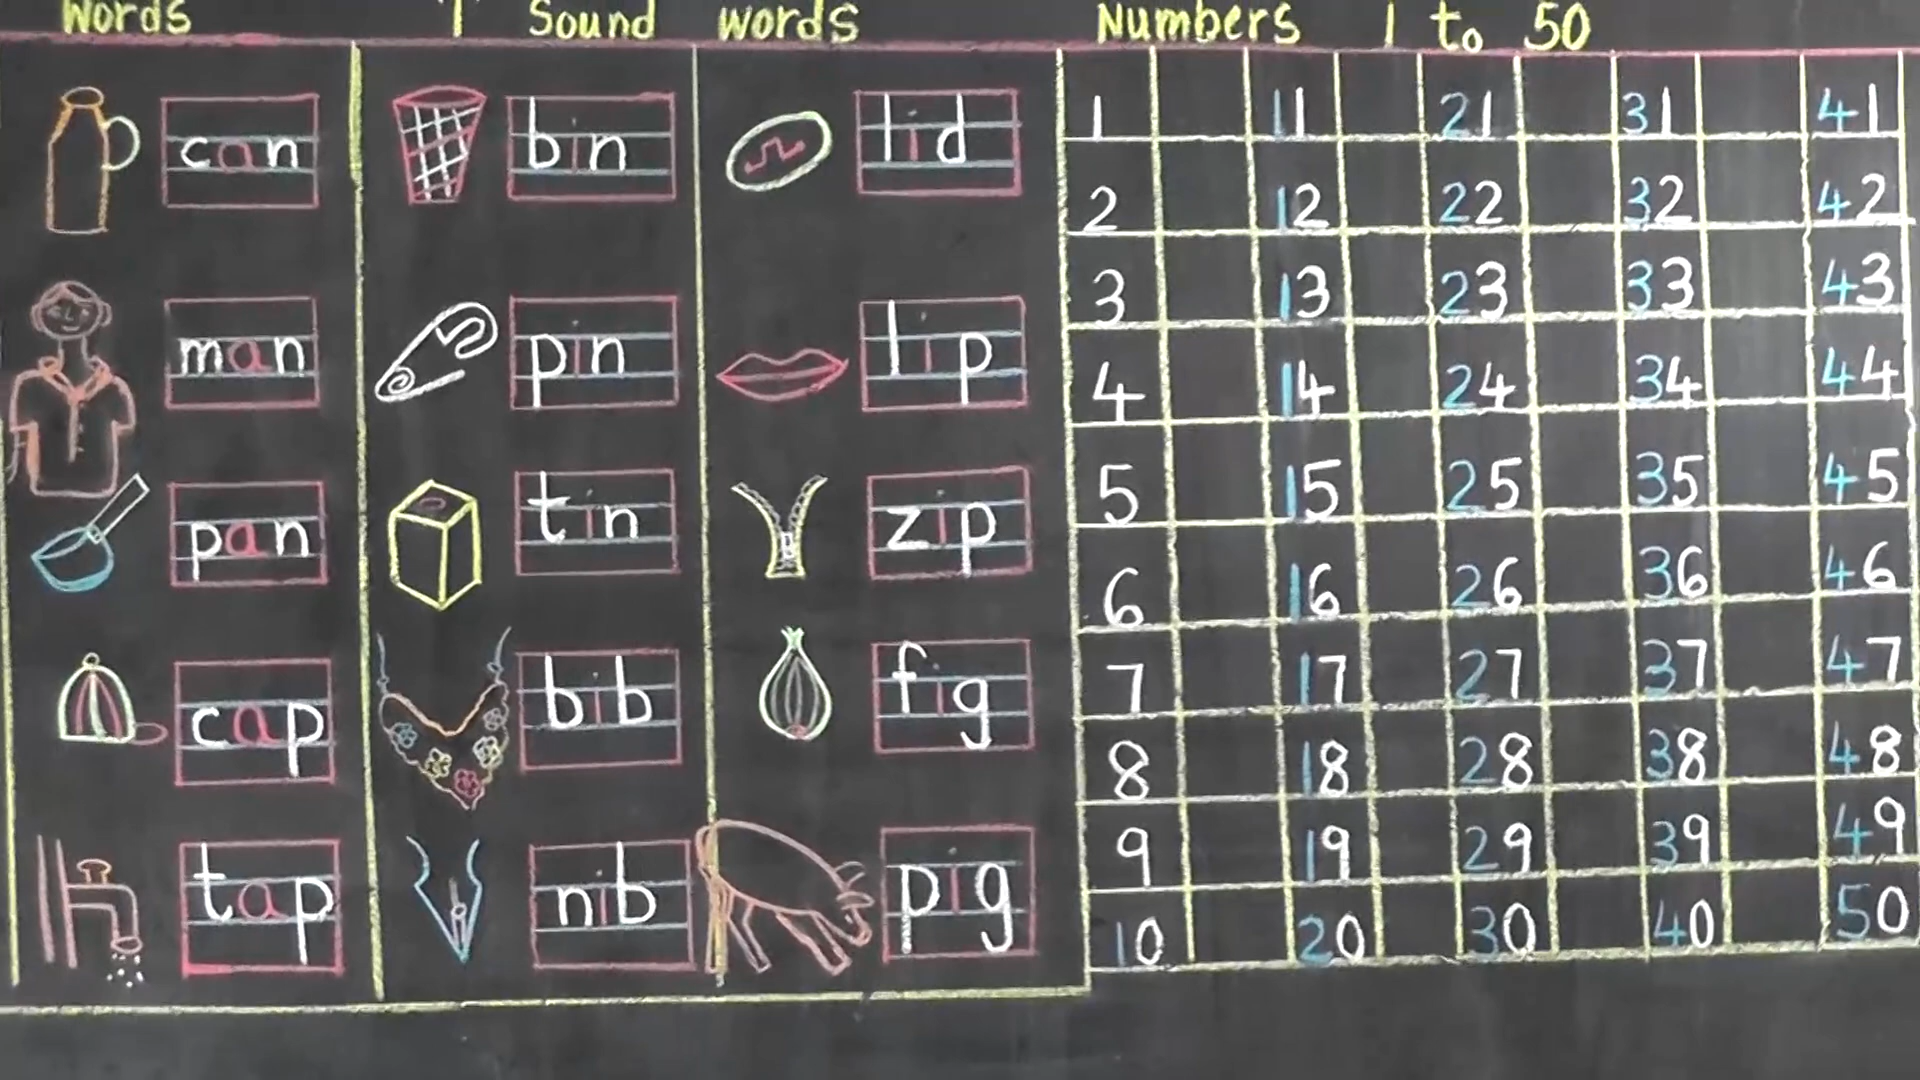 Words I Sound words Numbers 1 to 50
can bin lid
man pin lip
pan tin zip
cap bib fig
tap nib pig
1 11 21 31 41
2 12 22 32 42
3 13 23 33 43
4 14 24 34 44
5 15 25 35 45
6 16 26 36 46
7 17 27 37 47
8 18 28 38 48
9 19 29 39 49
10 20 30 40 50